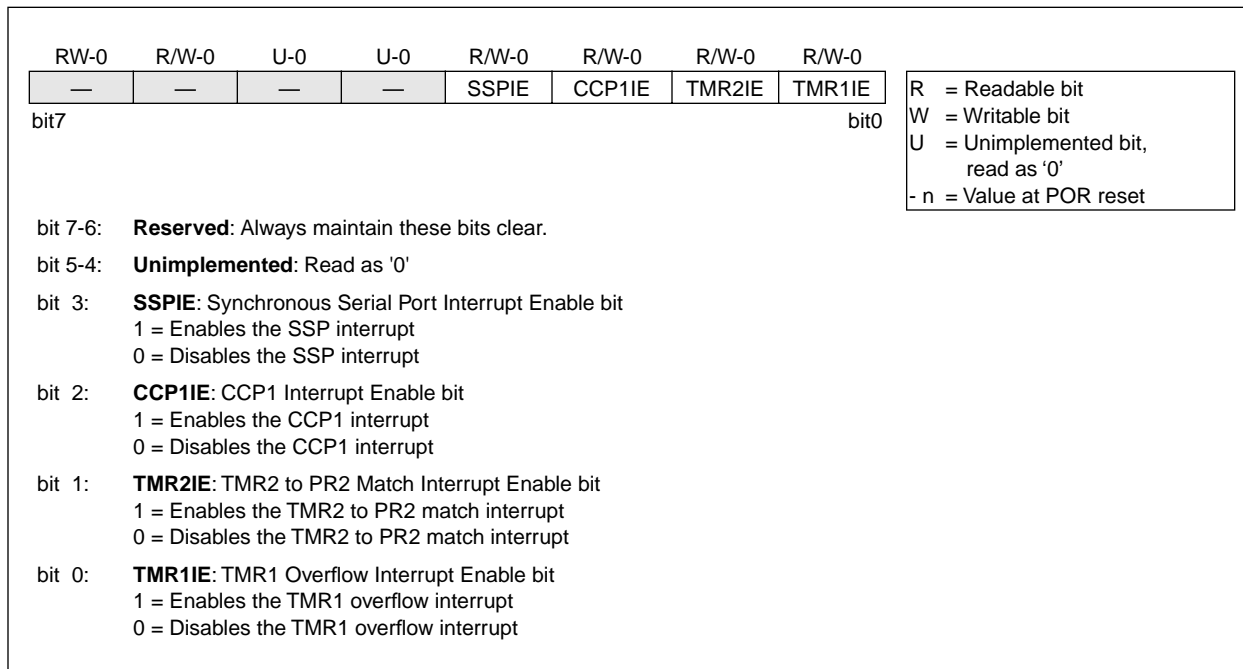 RW-0 R/W-0 U-0 U-0 R/W-0 R/W-0 R/W-0 R/W-0
— — — — SSPIE CCP1IE TMR2IE TMR1IE
bit7 bit0
R = Readable bit
W = Writable bit
U = Unimplemented bit,
read as ‘0’
- n = Value at POR reset
bit 7-6: Reserved: Always maintain these bits clear.
bit 5-4: Unimplemented: Read as '0'
bit 3: SSPIE: Synchronous Serial Port Interrupt Enable bit
1 = Enables the SSP interrupt
0 = Disables the SSP interrupt
bit 2: CCP1IE: CCP1 Interrupt Enable bit
1 = Enables the CCP1 interrupt
0 = Disables the CCP1 interrupt
bit 1: TMR2IE: TMR2 to PR2 Match Interrupt Enable bit
1 = Enables the TMR2 to PR2 match interrupt
0 = Disables the TMR2 to PR2 match interrupt
bit 0: TMR1IE: TMR1 Overflow Interrupt Enable bit
1 = Enables the TMR1 overflow interrupt
0 = Disables the TMR1 overflow interrupt